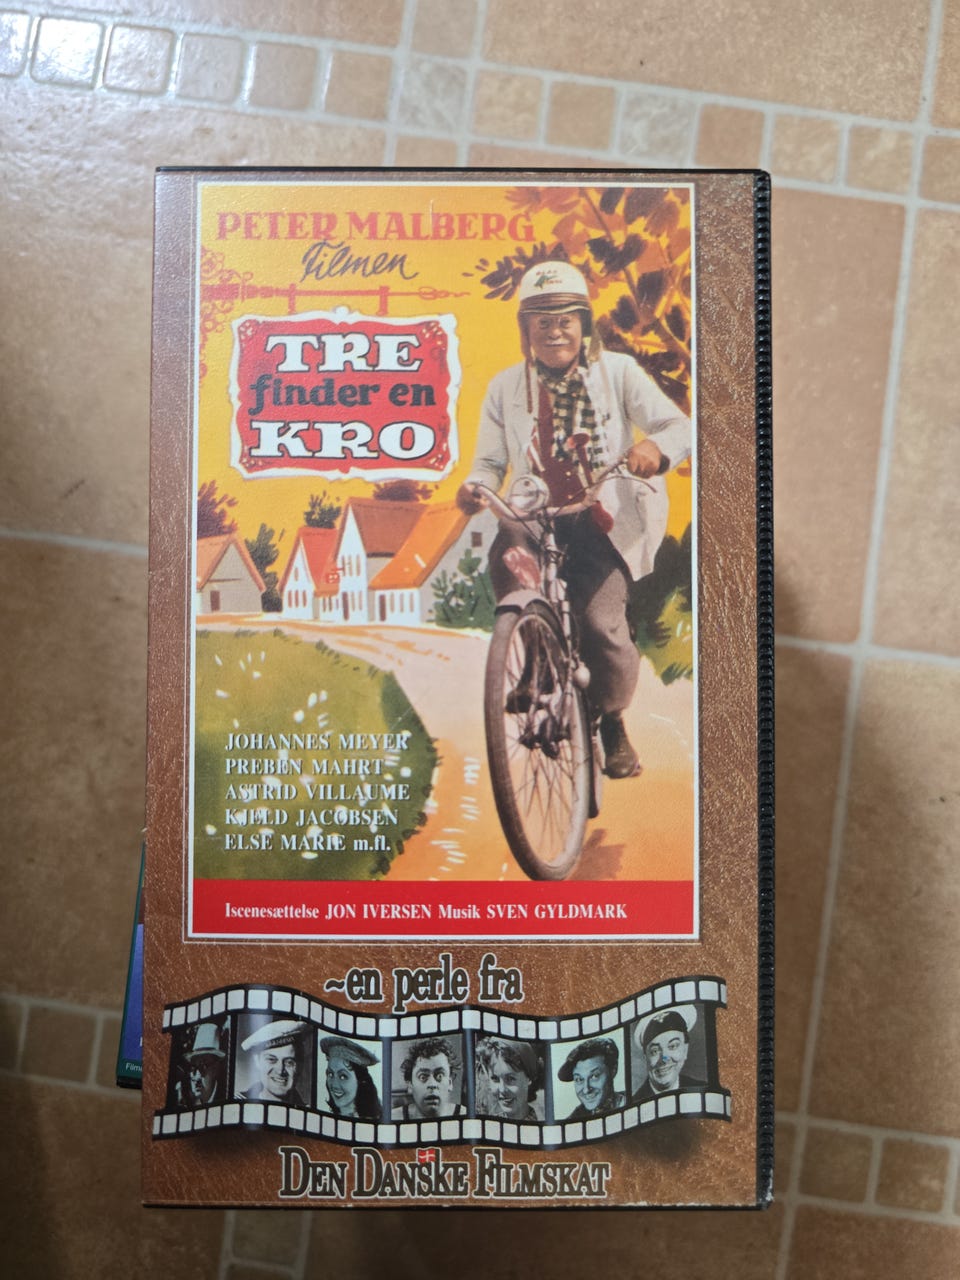 PETER MALBERG
Filmen
TRE
finder en
KRO
JOHANNES MEYER
PREBEN MAHRT
ASTRID VILLAUME
KJELD JACOBSEN
ELSE MARIE m.fl.
Iscenesættelse JON IVERSEN Musik SVEN GYLDMARK
~en perle fra
DEN DANSKE FILMSKAT